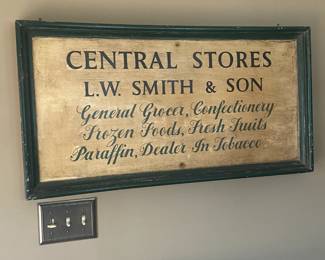 CENTRAL STORES
L.W. SMITH & SON
General Grocer, Confectionery
Frozen Foods, Fresh Fruits
Paraffin, Dealer In Tobacco